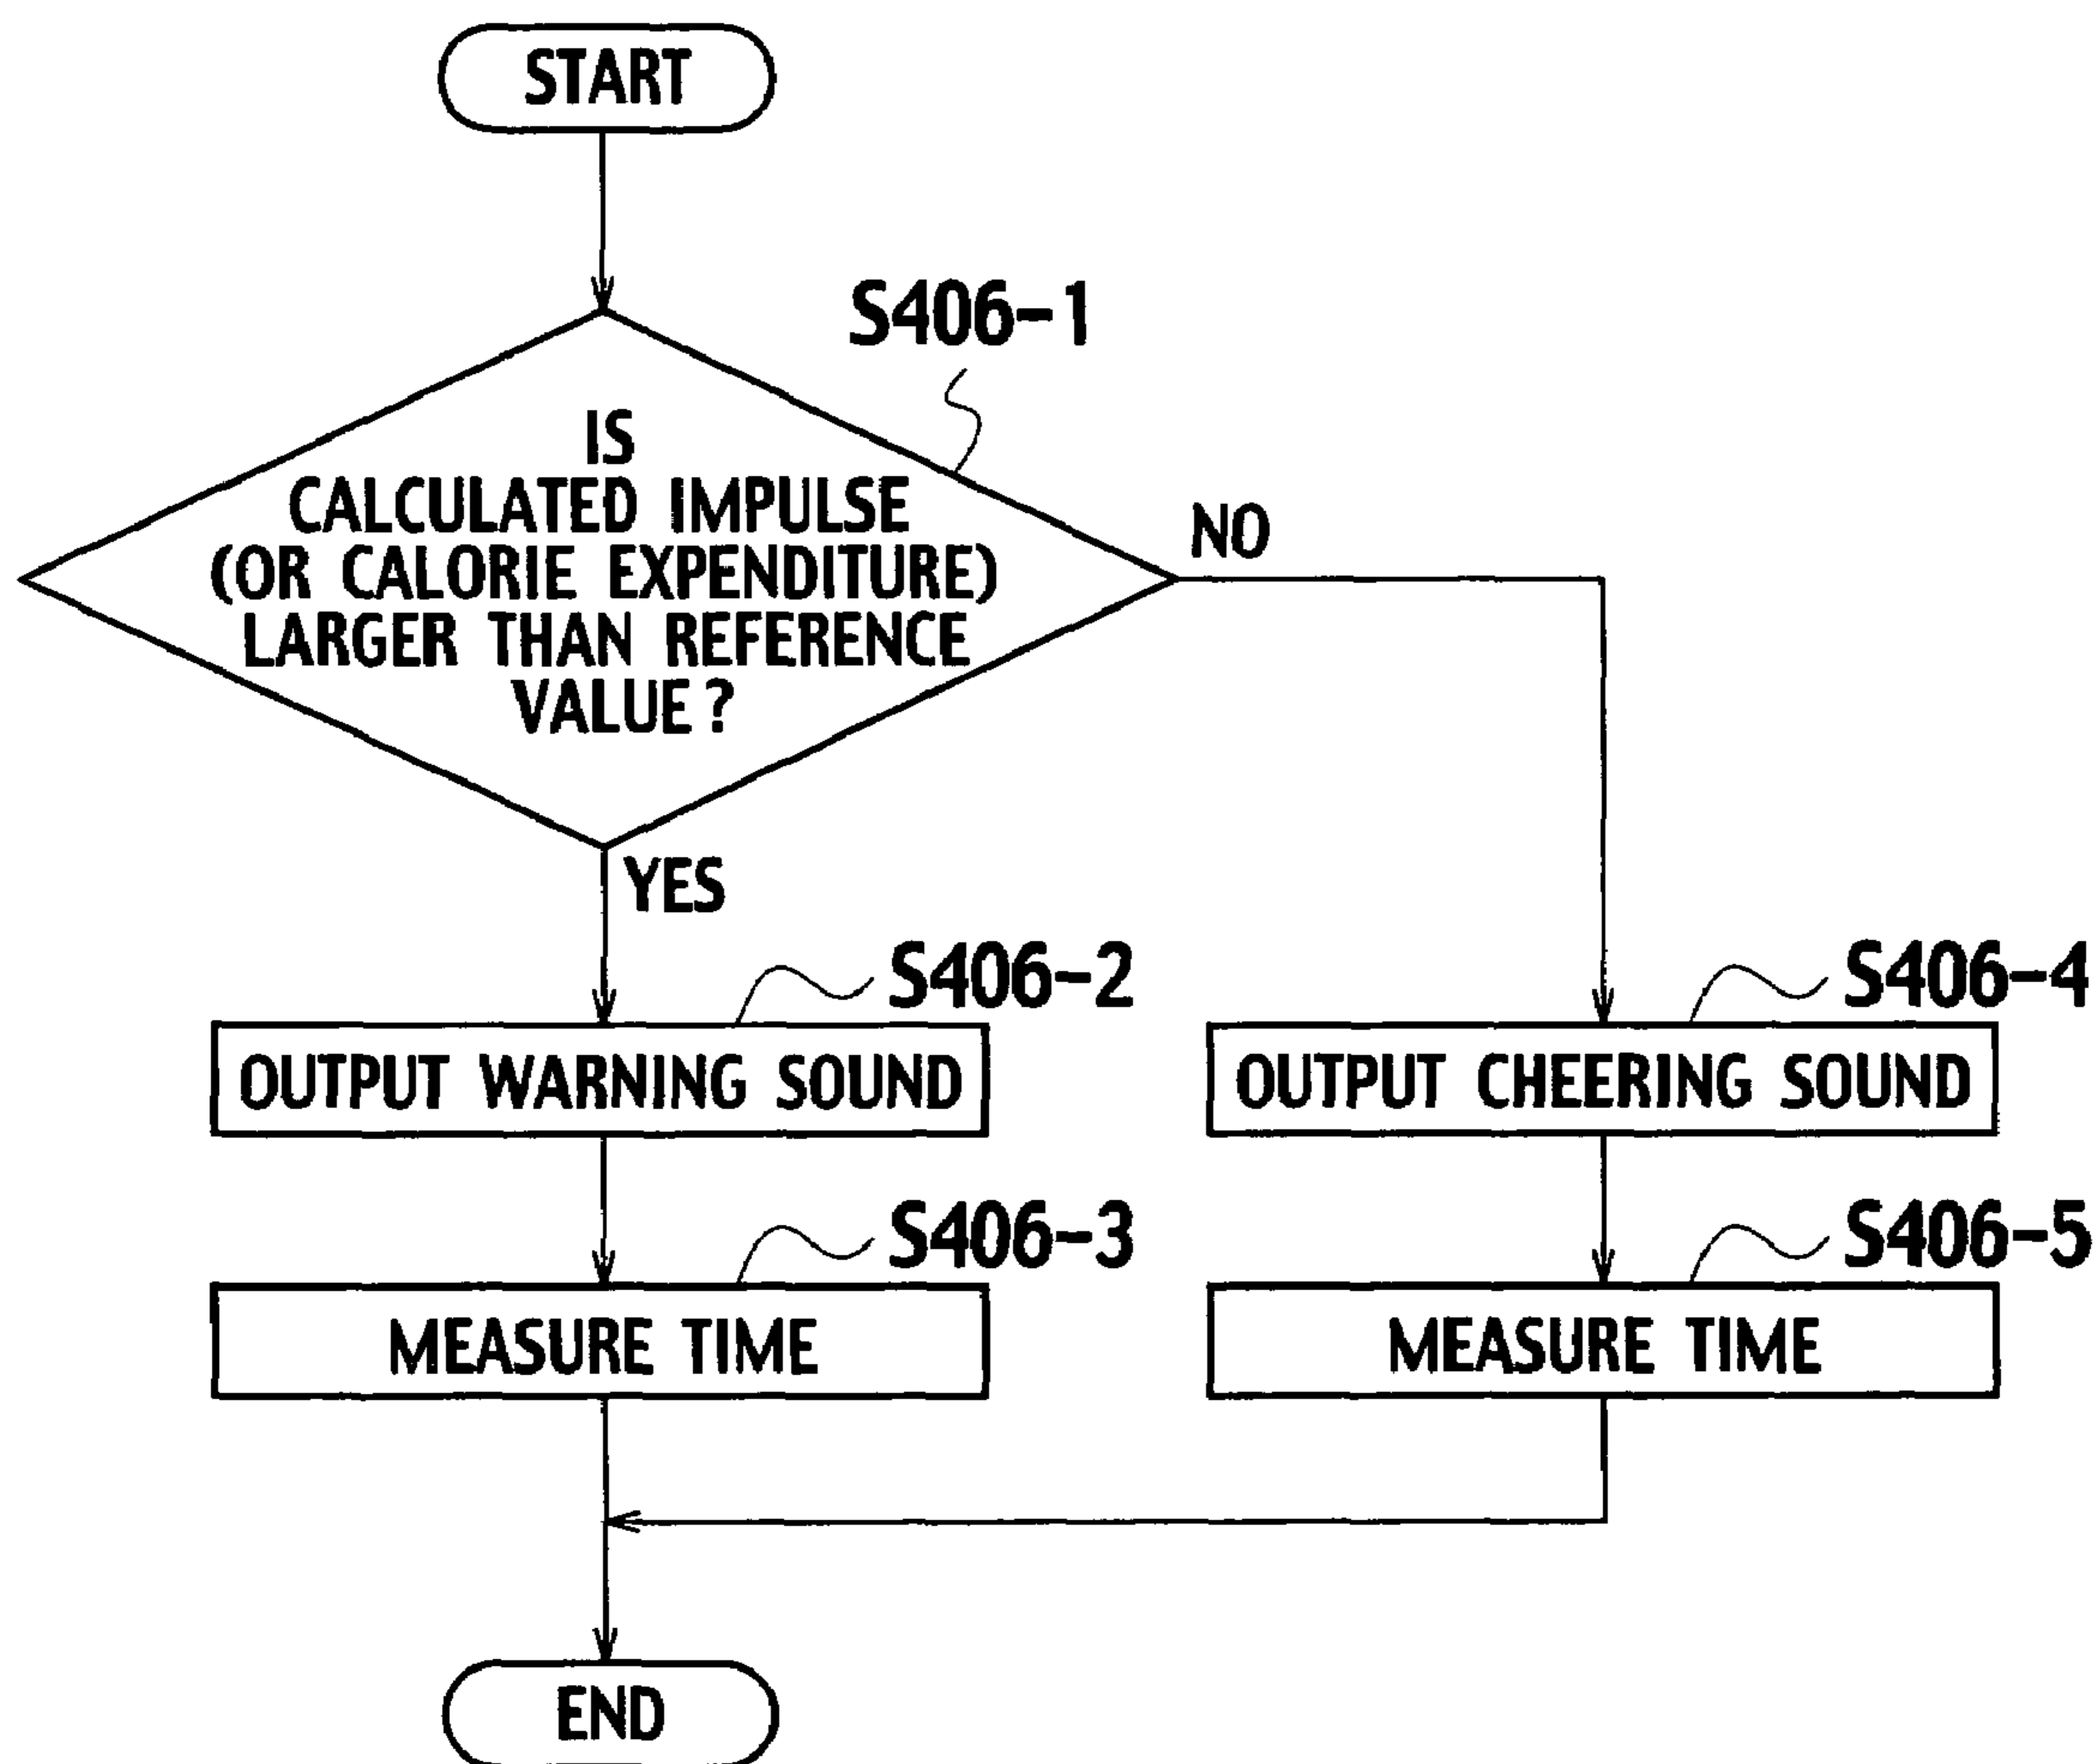 START
S406-1
IS
CALCULATED IMPULSE
(OR CALORIE EXPENDITURE)
LARGER THAN REFERENCE
VALUE?
NO
YES
S406-2
OUTPUT WARNING SOUND
S406-4
OUTPUT CHEERING SOUND
S406-3
MEASURE TIME
S406-5
MEASURE TIME
END